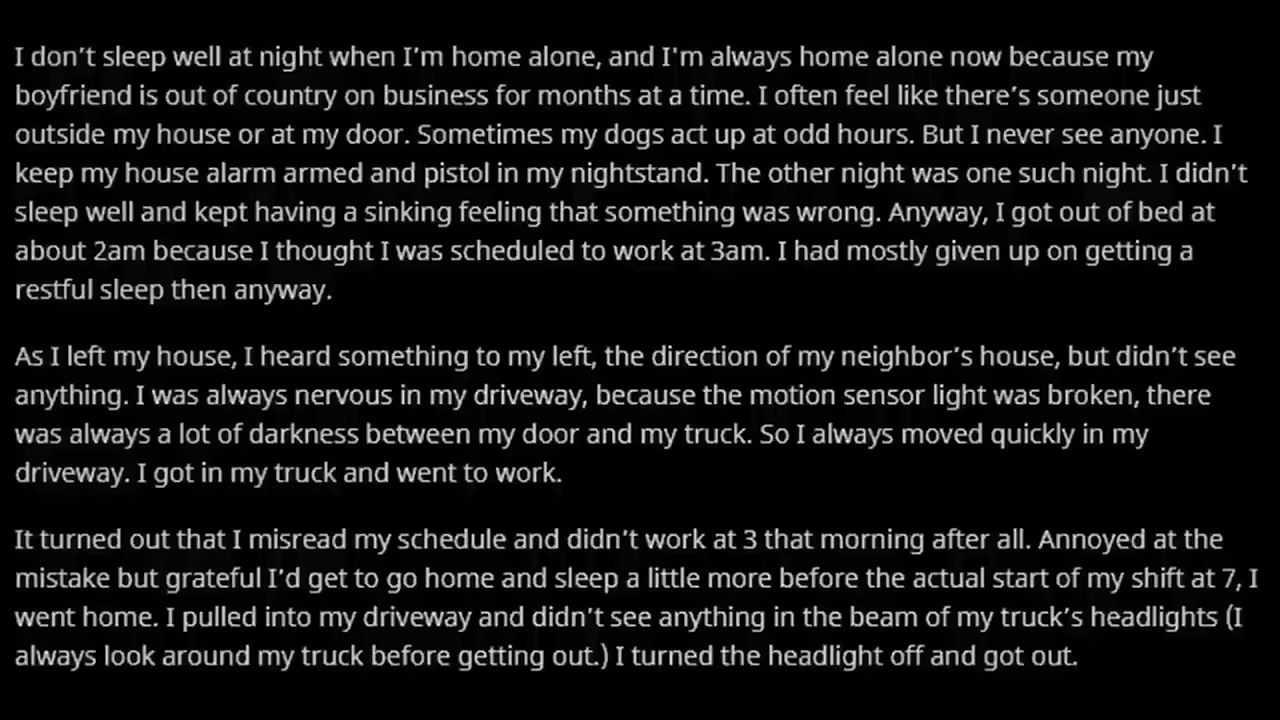 I don’t sleep well at night when I’m home alone, and I'm always home alone now because my
boyfriend is out of country on business for months at a time. I often feel like there’s someone just
outside my house or at my door. Sometimes my dogs act up at odd hours. But I never see anyone. I
keep my house alarm armed and pistol in my nightstand. The other night was one such night. I didn’t
sleep well and kept having a sinking feeling that something was wrong. Anyway, I got out of bed at
about 2am because I thought I was scheduled to work at 3am. I had mostly given up on getting a
restful sleep then anyway.
As I left my house, I heard something to my left, the direction of my neighbor’s house, but didn’t see
anything. I was always nervous in my driveway, because the motion sensor light was broken, there
was always a lot of darkness between my door and my truck. So I always moved quickly in my
driveway. I got in my truck and went to work.
It turned out that I misread my schedule and didn’t work at 3 that morning after all. Annoyed at the
mistake but grateful I’d get to go home and sleep a little more before the actual start of my shift at 7, I
went home. I pulled into my driveway and didn’t see anything in the beam of my truck’s headlights (I
always look around my truck before getting out.) I turned the headlight off and got out.